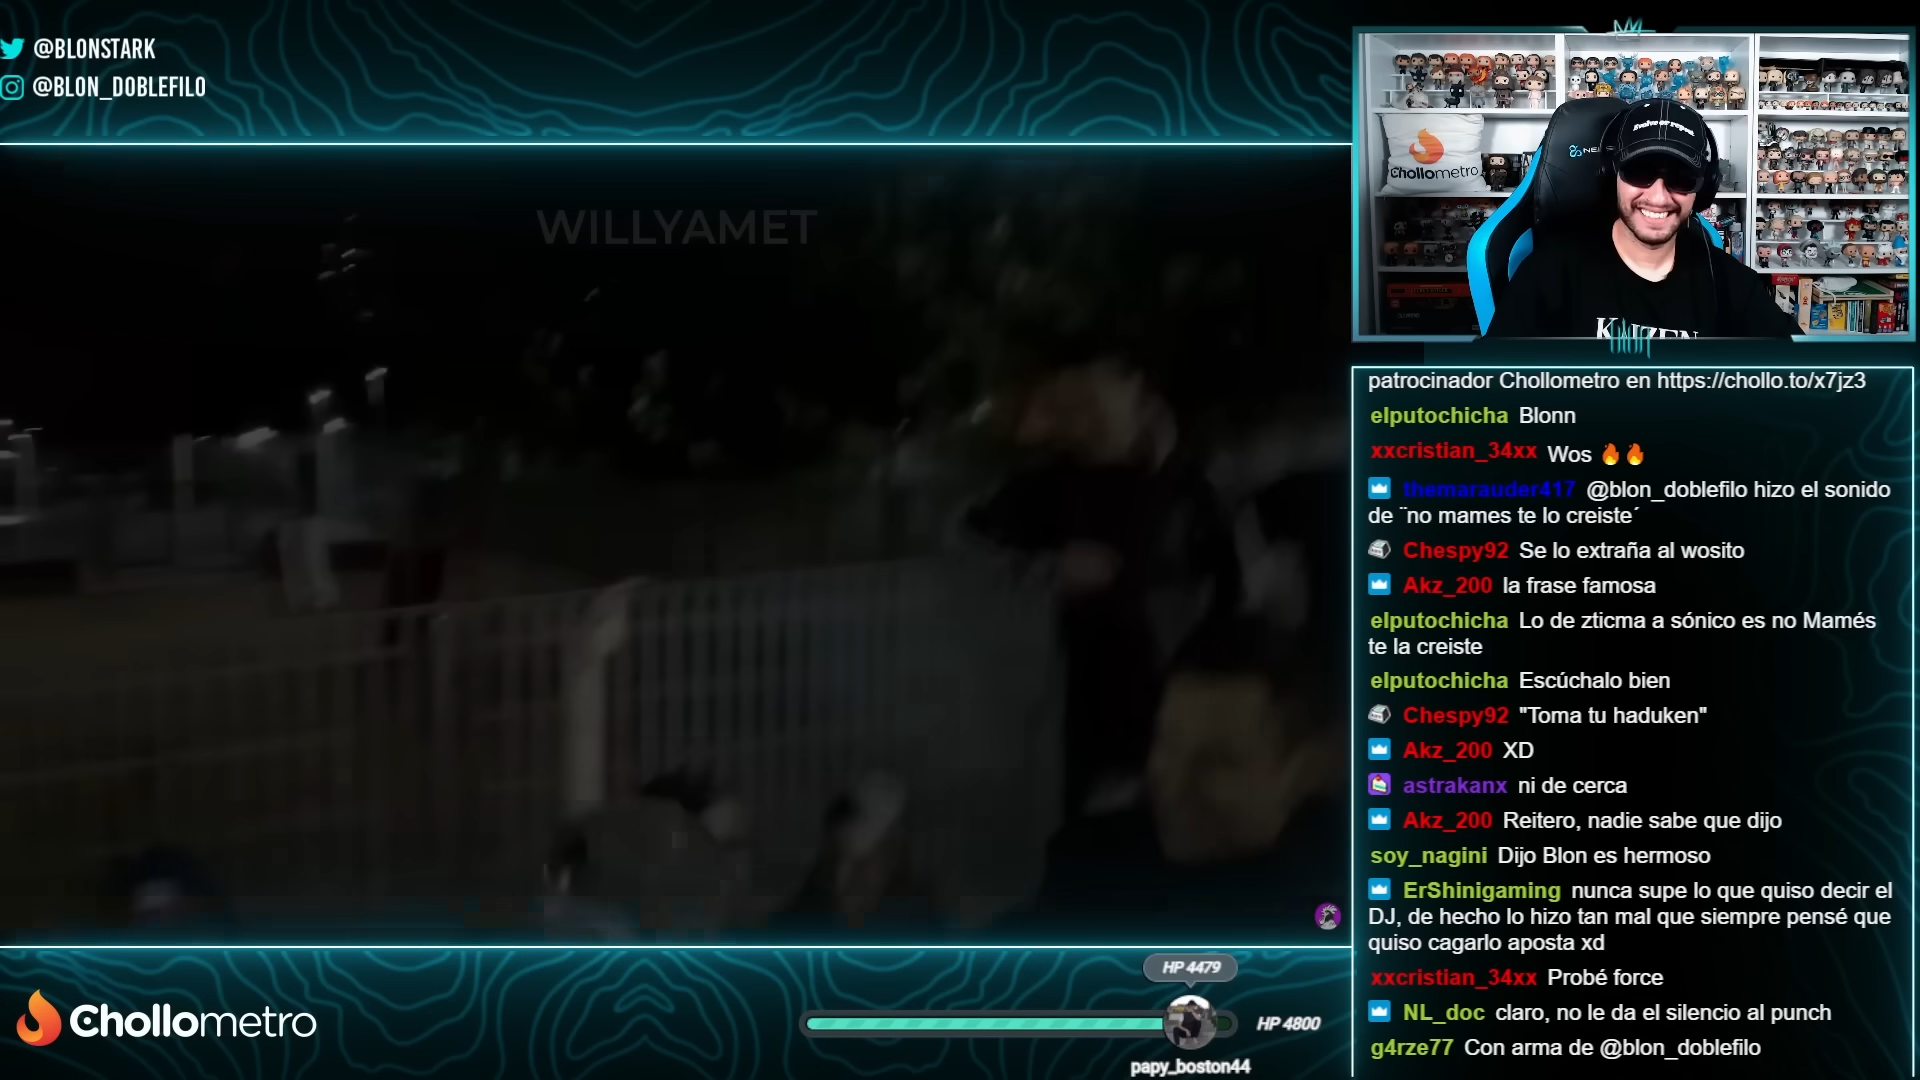 @BLONSTARK
@BLON_DOBLEFILO
WILLYAMET
Chollometro
patrocinador Chollometro en https://chollo.to/x7jz3
elputochicha Blonn
xxcristian_34xx Wos 🔥🔥
themarauder417 @blon_doblefilo hizo el sonido
de ¨no mames te lo creiste´
Chespy92 Se lo extraña al wosito
Akz_200 la frase famosa
elputochicha Lo de zticma a sónico es no Mamés
te la creiste
elputochicha Escúchalo bien
Chespy92 "Toma tu haduken"
Akz_200 XD
astrakanx ni de cerca
Akz_200 Reitero, nadie sabe que dijo
soy_nagini Dijo Blon es hermoso
ErShinigaming nunca supe lo que quiso decir el
DJ, de hecho lo hizo tan mal que siempre pensé que
quiso cagarlo aposta xd
xxcristian_34xx Probé force
NL_doc claro, no le da el silencio al punch
g4rze77 Con arma de @blon_doblefilo
HP 4479
Chollometro
HP 4800
papy_boston44